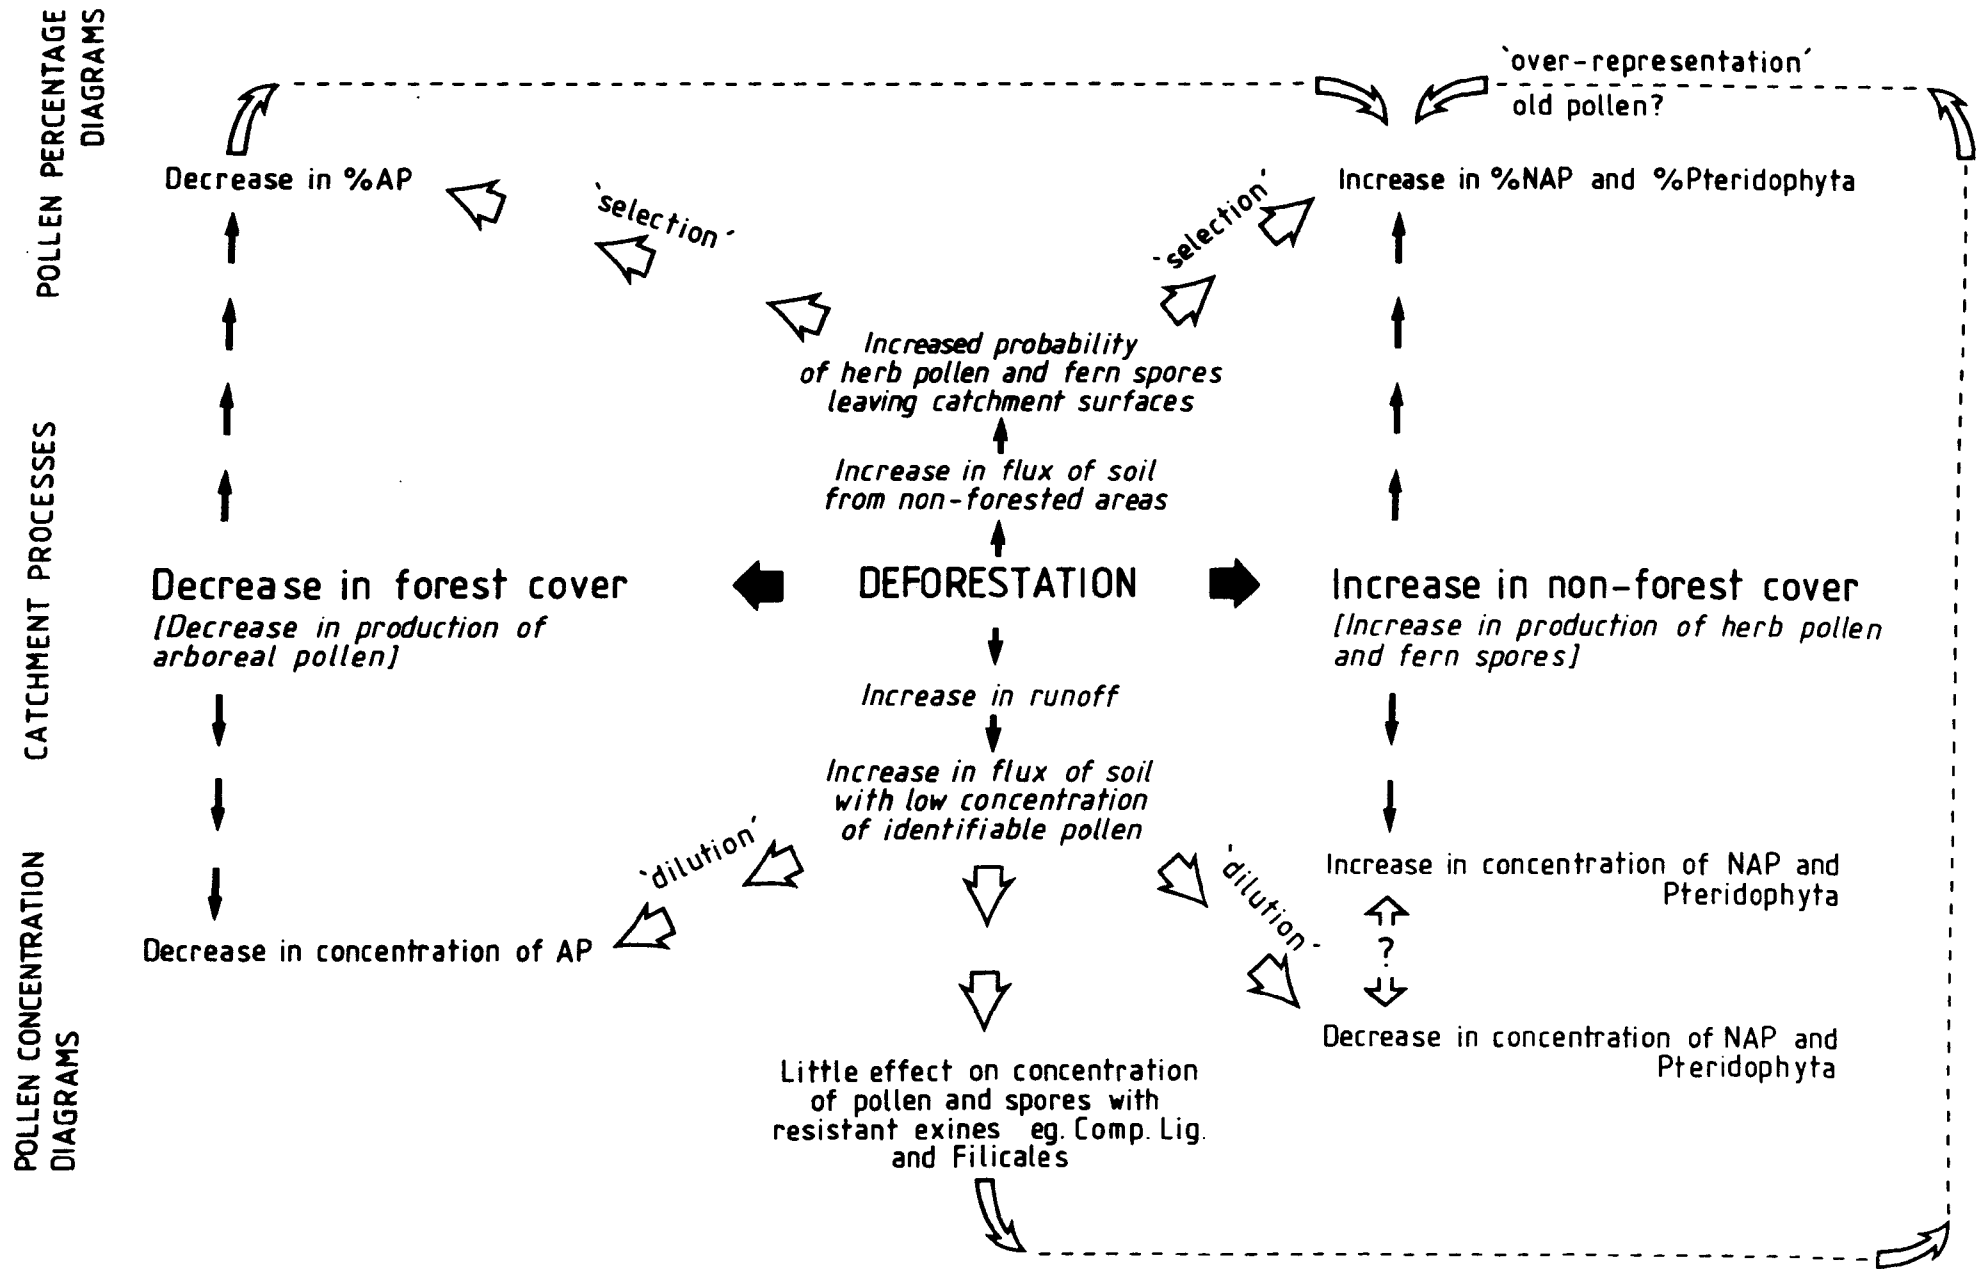 POLLEN PERCENTAGE
DIAGRAMS
CATCHMENT PROCESSES
POLLEN CONCENTRATION
DIAGRAMS
'over-representation'
old pollen?
Decrease in %AP
'selection'
'selection'
Increase in %NAP and %Pteridophyta
Increased probability
of herb pollen and fern spores
leaving catchment surfaces
Increase in flux of soil
from non-forested areas
Decrease in forest cover
[Decrease in production of
arboreal pollen]
DEFORESTATION
Increase in non-forest cover
[Increase in production of herb pollen
and fern spores]
Increase in runoff
Increase in flux of soil
with low concentration
of identifiable pollen
'dilution'
'dilution'
Decrease in concentration of AP
Increase in concentration of NAP and
Pteridophyta
?
Decrease in concentration of NAP and
Pteridophyta
Little effect on concentration
of pollen and spores with
resistant exines eg. Comp. Lig.
and Filicales